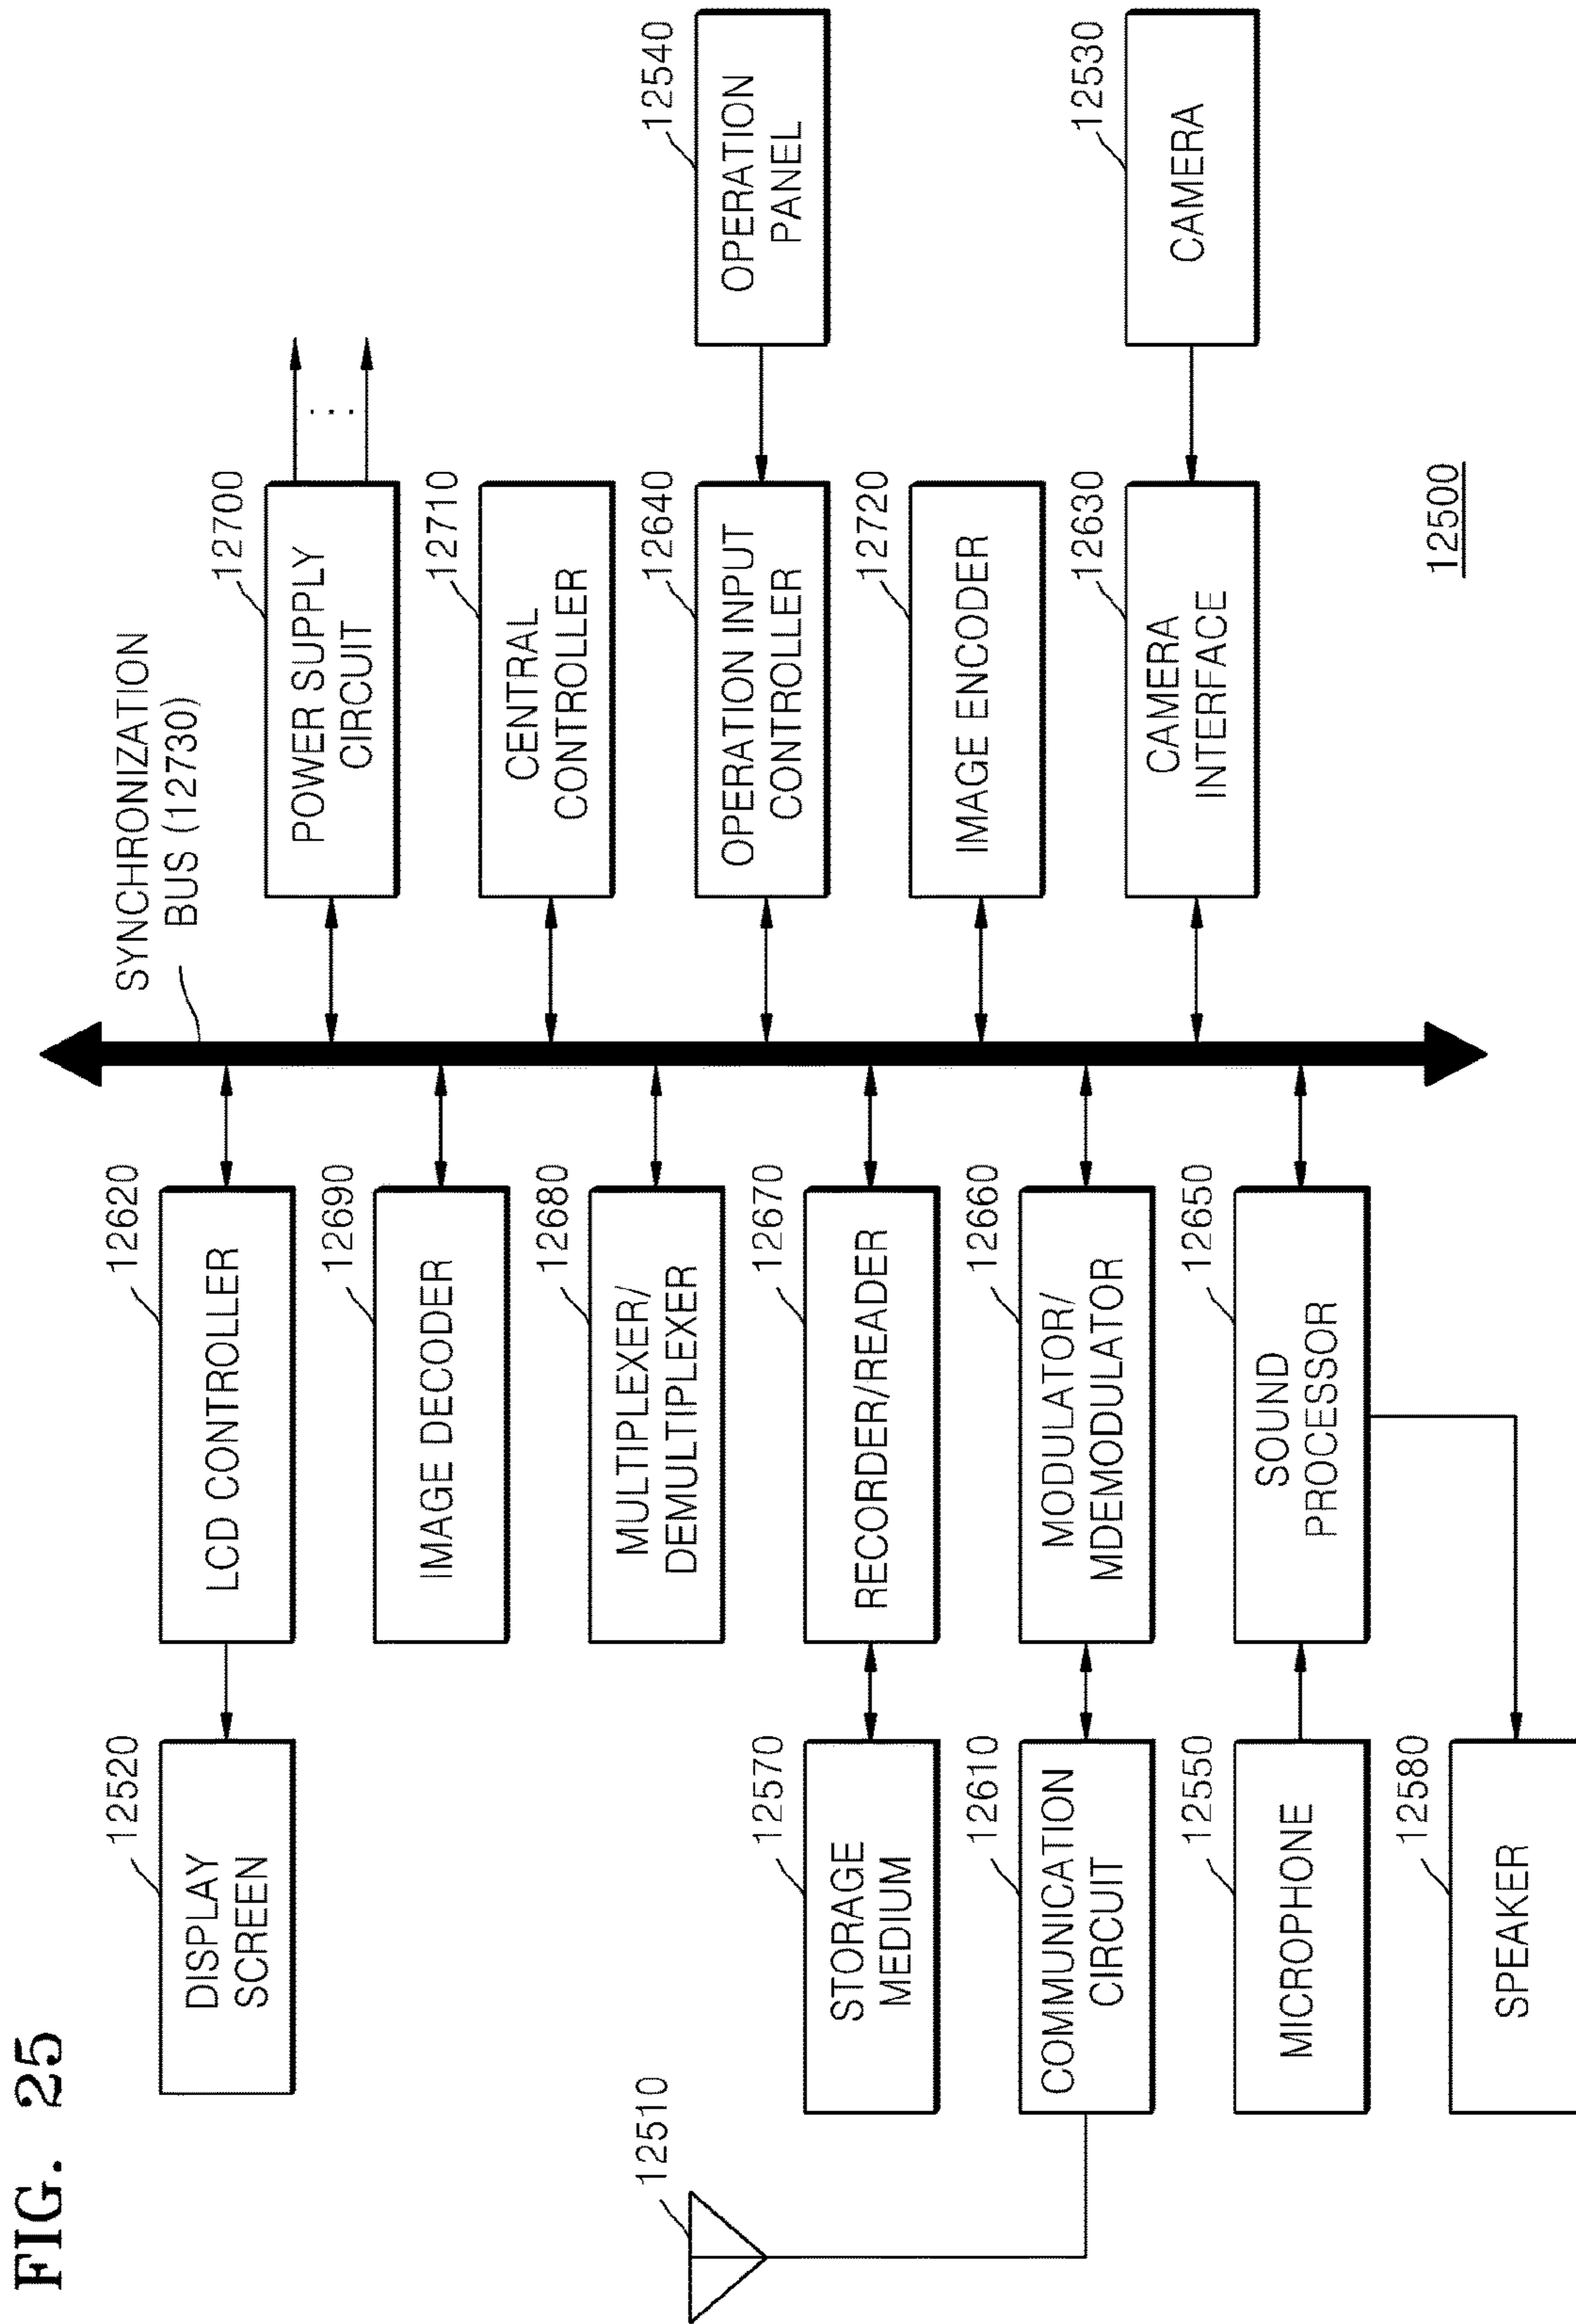 FIG. 25
12510
12520
DISPLAY
SCREEN
12620
LCD CONTROLLER
12690
IMAGE DECODER
12680
MULTIPLEXER/
DEMULTIPLEXER
12570
STORAGE
MEDIUM
12670
RECORDER/READER
12610
COMMUNICATION
CIRCUIT
12660
MODULATOR/
MDEMODULATOR
12550
MICROPHONE
12650
SOUND
PROCESSOR
12580
SPEAKER
SYNCHRONIZATION
BUS (12730)
12700
POWER SUPPLY
CIRCUIT
...
12710
CENTRAL
CONTROLLER
12640
OPERATION INPUT
CONTROLLER
12540
OPERATION
PANEL
12720
IMAGE ENCODER
12630
CAMERA
INTERFACE
12530
CAMERA
12500